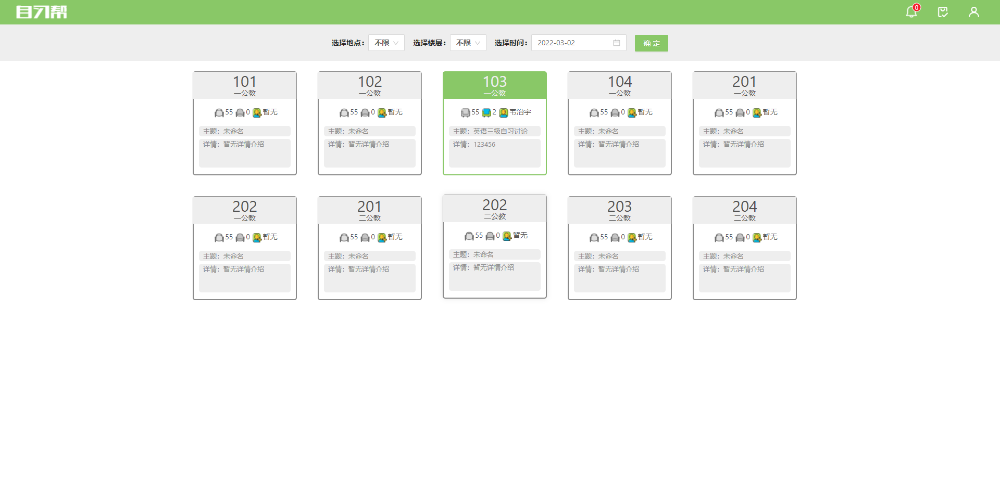 自习帮
0
选择地点： 不限 选择楼层： 不限 选择时间： 2022-03-02 确 定
101
一公教
55 0 暂无
主题：未命名
详情：暂无详情介绍
102
一公教
55 0 暂无
主题：未命名
详情：暂无详情介绍
103
一公教
55 2 韦治宇
主题：英语三级自习讨论
详情：123456
104
一公教
55 0 暂无
主题：未命名
详情：暂无详情介绍
201
一公教
55 0 暂无
主题：未命名
详情：暂无详情介绍
202
一公教
55 0 暂无
主题：未命名
详情：暂无详情介绍
201
二公教
55 0 暂无
主题：未命名
详情：暂无详情介绍
202
二公教
55 0 暂无
主题：未命名
详情：暂无详情介绍
203
二公教
55 0 暂无
主题：未命名
详情：暂无详情介绍
204
二公教
55 0 暂无
主题：未命名
详情：暂无详情介绍